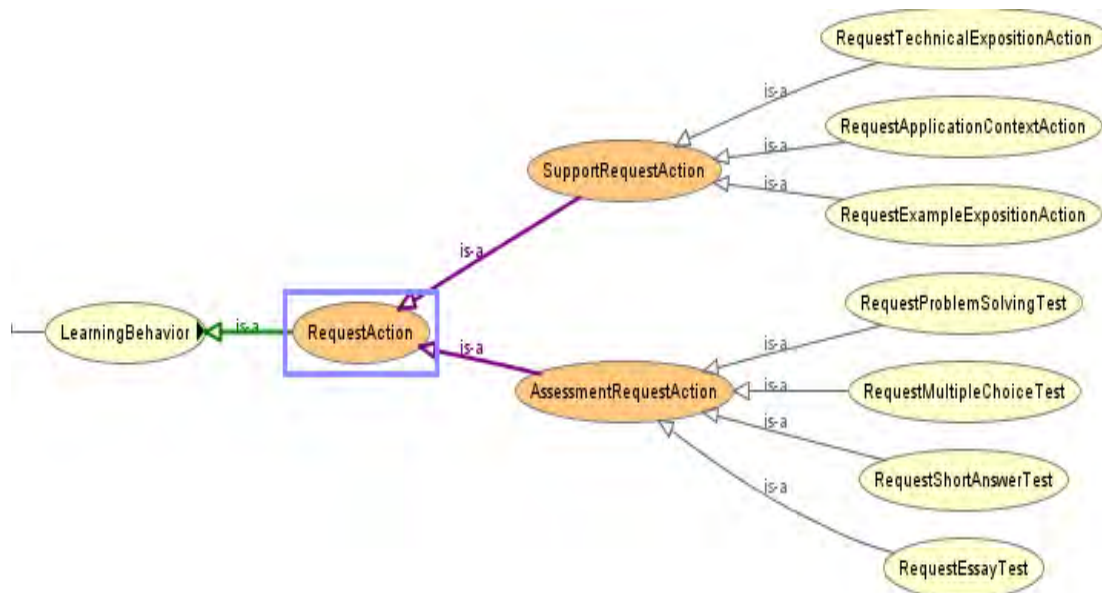 RequestTechnicalExpositionAction
is-a
RequestApplicationContextAction
is-a
SupportRequestAction
is-a
RequestExampleExpositionAction
is-a
RequestProblemSolvingTest
LearningBehavior
is-a
RequestAction
is-a
is-a
AssessmentRequestAction
is-a
RequestMultipleChoiceTest
is-a
RequestShortAnswerTest
is-a
RequestEssayTest